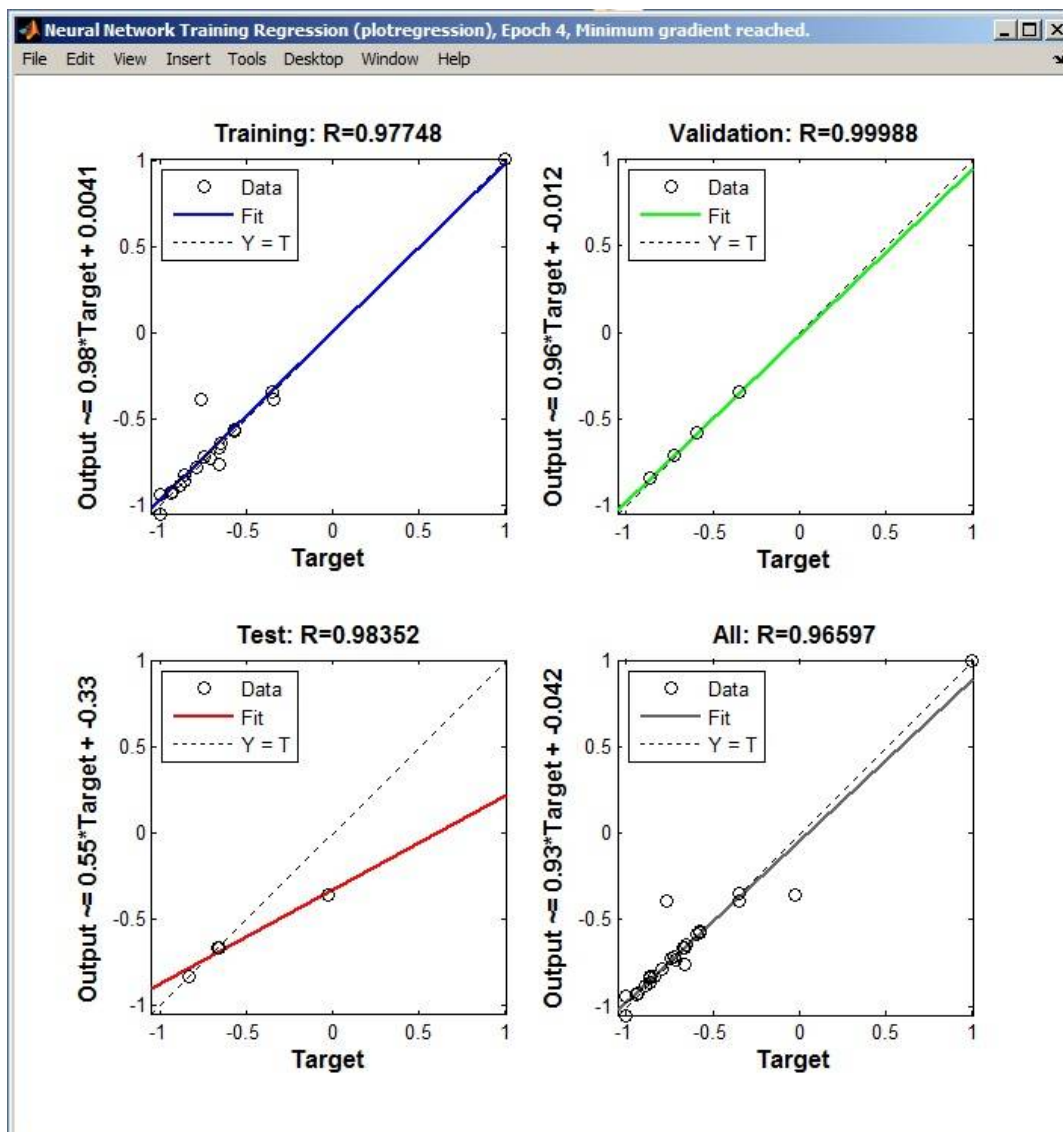 Neural Network Training Regression (plotregression), Epoch 4, Minimum gradient reached.
File Edit View Insert Tools Desktop Window Help
Training: R=0.97748
Output ~= 0.98*Target + 0.0041
Data
Fit
Y = T
1
0.5
0
-0.5
-1
-1 -0.5 0 0.5 1
Target
Validation: R=0.99988
Output ~= 0.96*Target + -0.012
Data
Fit
Y = T
1
0.5
0
-0.5
-1
-1 -0.5 0 0.5 1
Target
Test: R=0.98352
Output ~= 0.55*Target + -0.33
Data
Fit
Y = T
1
0.5
0
-0.5
-1
-1 -0.5 0 0.5 1
Target
All: R=0.96597
Output ~= 0.93*Target + -0.042
Data
Fit
Y = T
1
0.5
0
-0.5
-1
-1 -0.5 0 0.5 1
Target